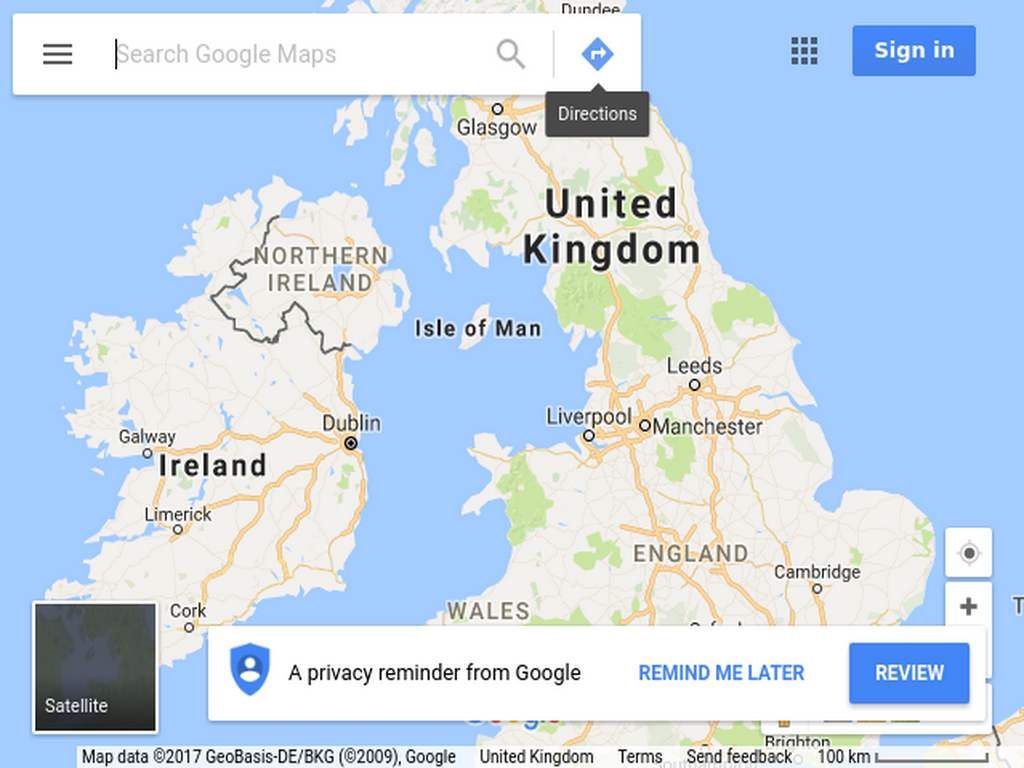 Dundee
Search Google Maps
Sign in
Directions
Glasgow
United
Kingdom
NORTHERN
IRELAND
Isle of Man
Leeds
Liverpool
Manchester
Dublin
Galway
Ireland
Limerick
ENGLAND
Cambridge
Cork
WALES
A privacy reminder from Google
REMIND ME LATER
REVIEW
Satellite
Google
Brighton
Map data ©2017 GeoBasis-DE/BKG (©2009), Google
United Kingdom
Terms
Send feedback
100 km